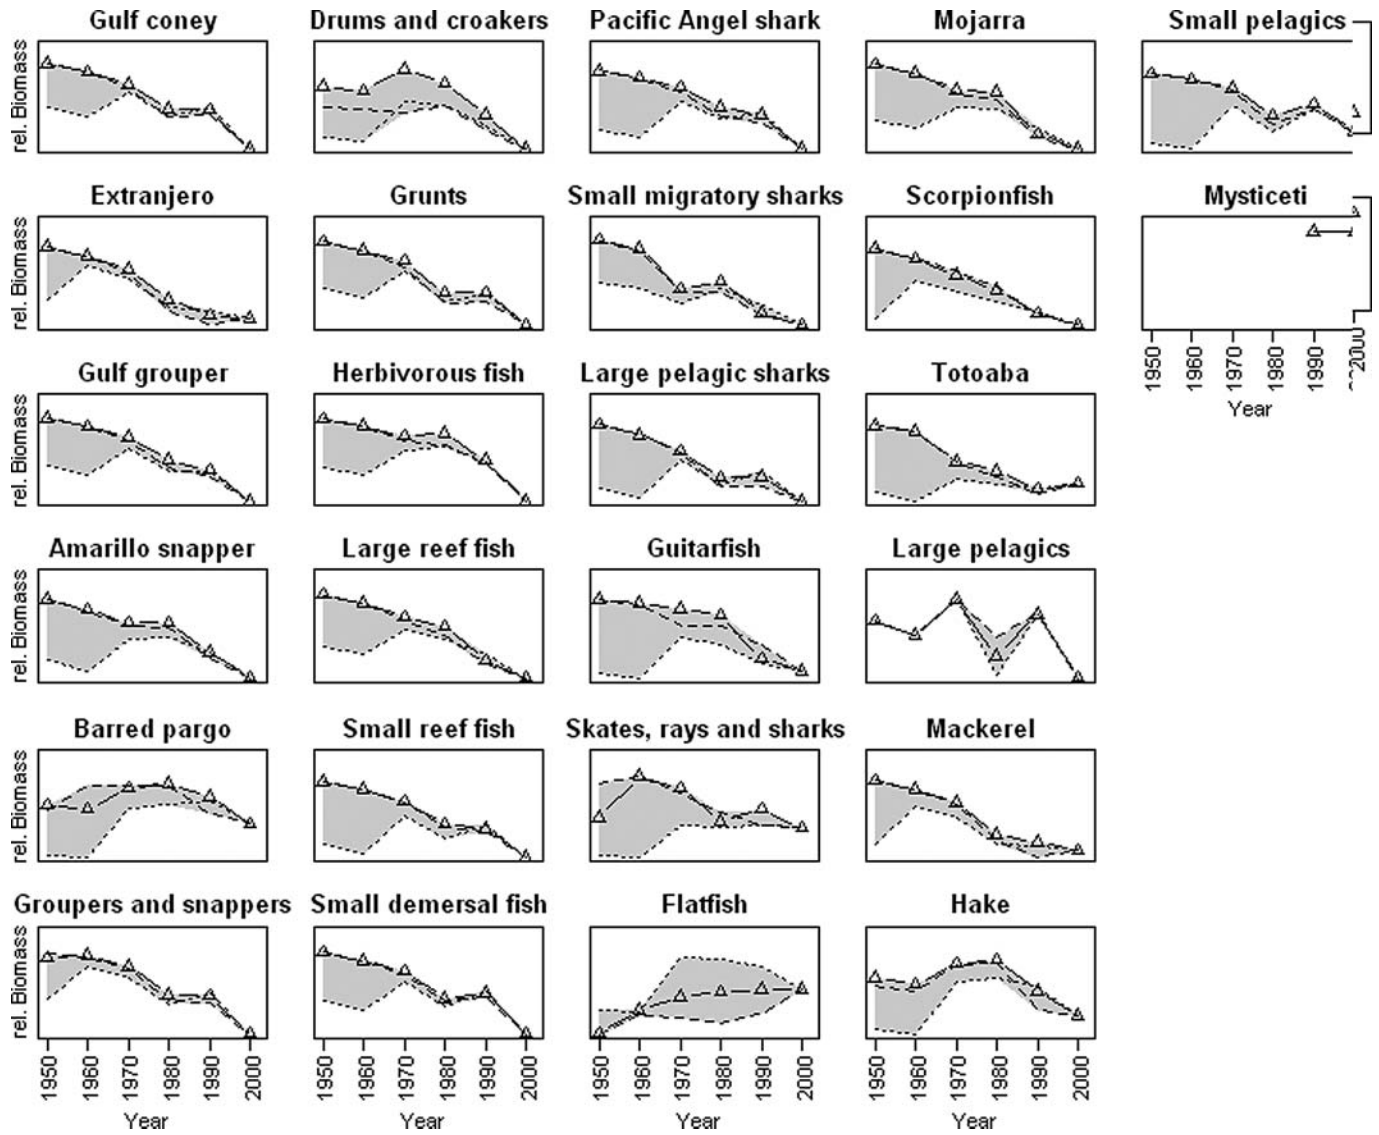 Gulf coney Drums and croakers Pacific Angel shark Mojarra Small pelagics
rel. Biomass
Extranjero Grunts Small migratory sharks Scorpionfish Mysticeti
rel. Biomass
1950 1960 1970 1980 1990 2000
Year
Gulf grouper Herbivorous fish Large pelagic sharks Totoaba
rel. Biomass
Amarillo snapper Large reef fish Guitarfish Large pelagics
rel. Biomass
Barred pargo Small reef fish Skates, rays and sharks Mackerel
rel. Biomass
Groupers and snappers Small demersal fish Flatfish Hake
rel. Biomass
1950 1960 1970 1980 1990 2000 1950 1960 1970 1980 1990 2000 1950 1960 1970 1980 1990 2000 1950 1960 1970 1980 1990 2000
Year Year Year Year